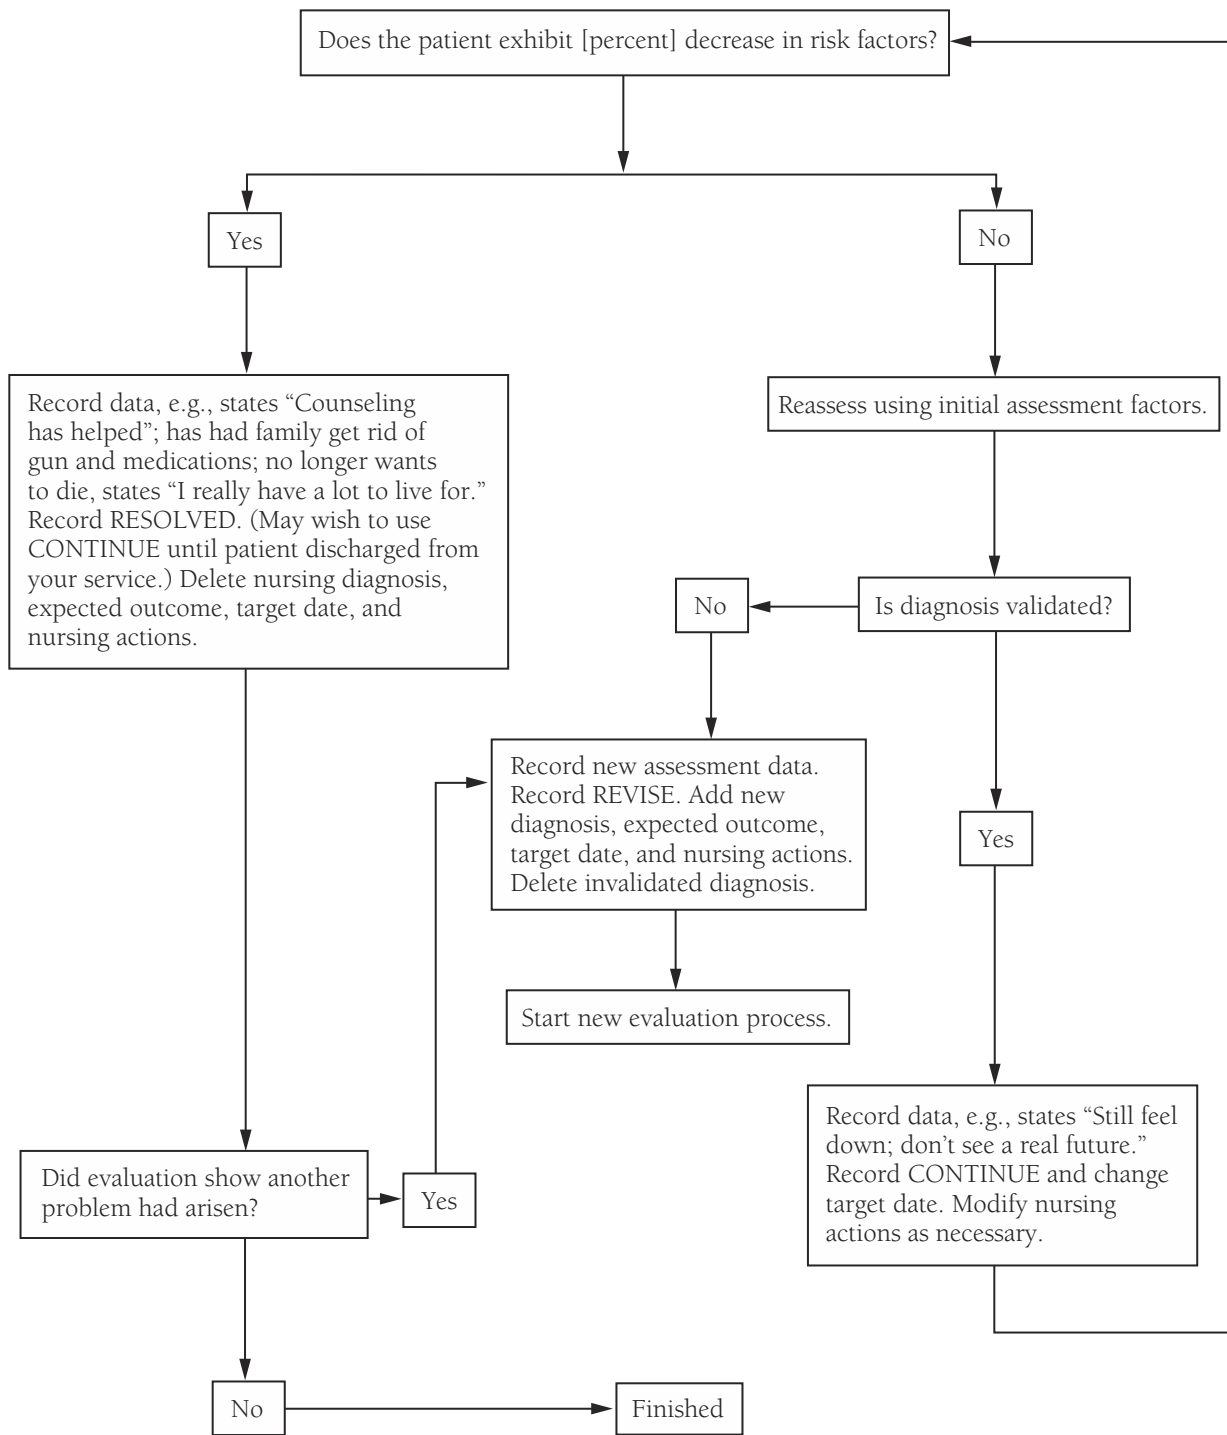 Does the patient exhibit [percent] decrease in risk factors?
Yes
No
Record data, e.g., states “Counseling
has helped”; has had family get rid of
gun and medications; no longer wants
to die, states “I really have a lot to live for.”
Record RESOLVED. (May wish to use
CONTINUE until patient discharged from
your service.) Delete nursing diagnosis,
expected outcome, target date, and
nursing actions.
Reassess using initial assessment factors.
No
Is diagnosis validated?
Record new assessment data.
Record REVISE. Add new
diagnosis, expected outcome,
target date, and nursing actions.
Delete invalidated diagnosis.
Yes
Start new evaluation process.
Record data, e.g., states “Still feel
down; don’t see a real future.”
Record CONTINUE and change
target date. Modify nursing
actions as necessary.
Did evaluation show another
problem had arisen?
Yes
No
Finished